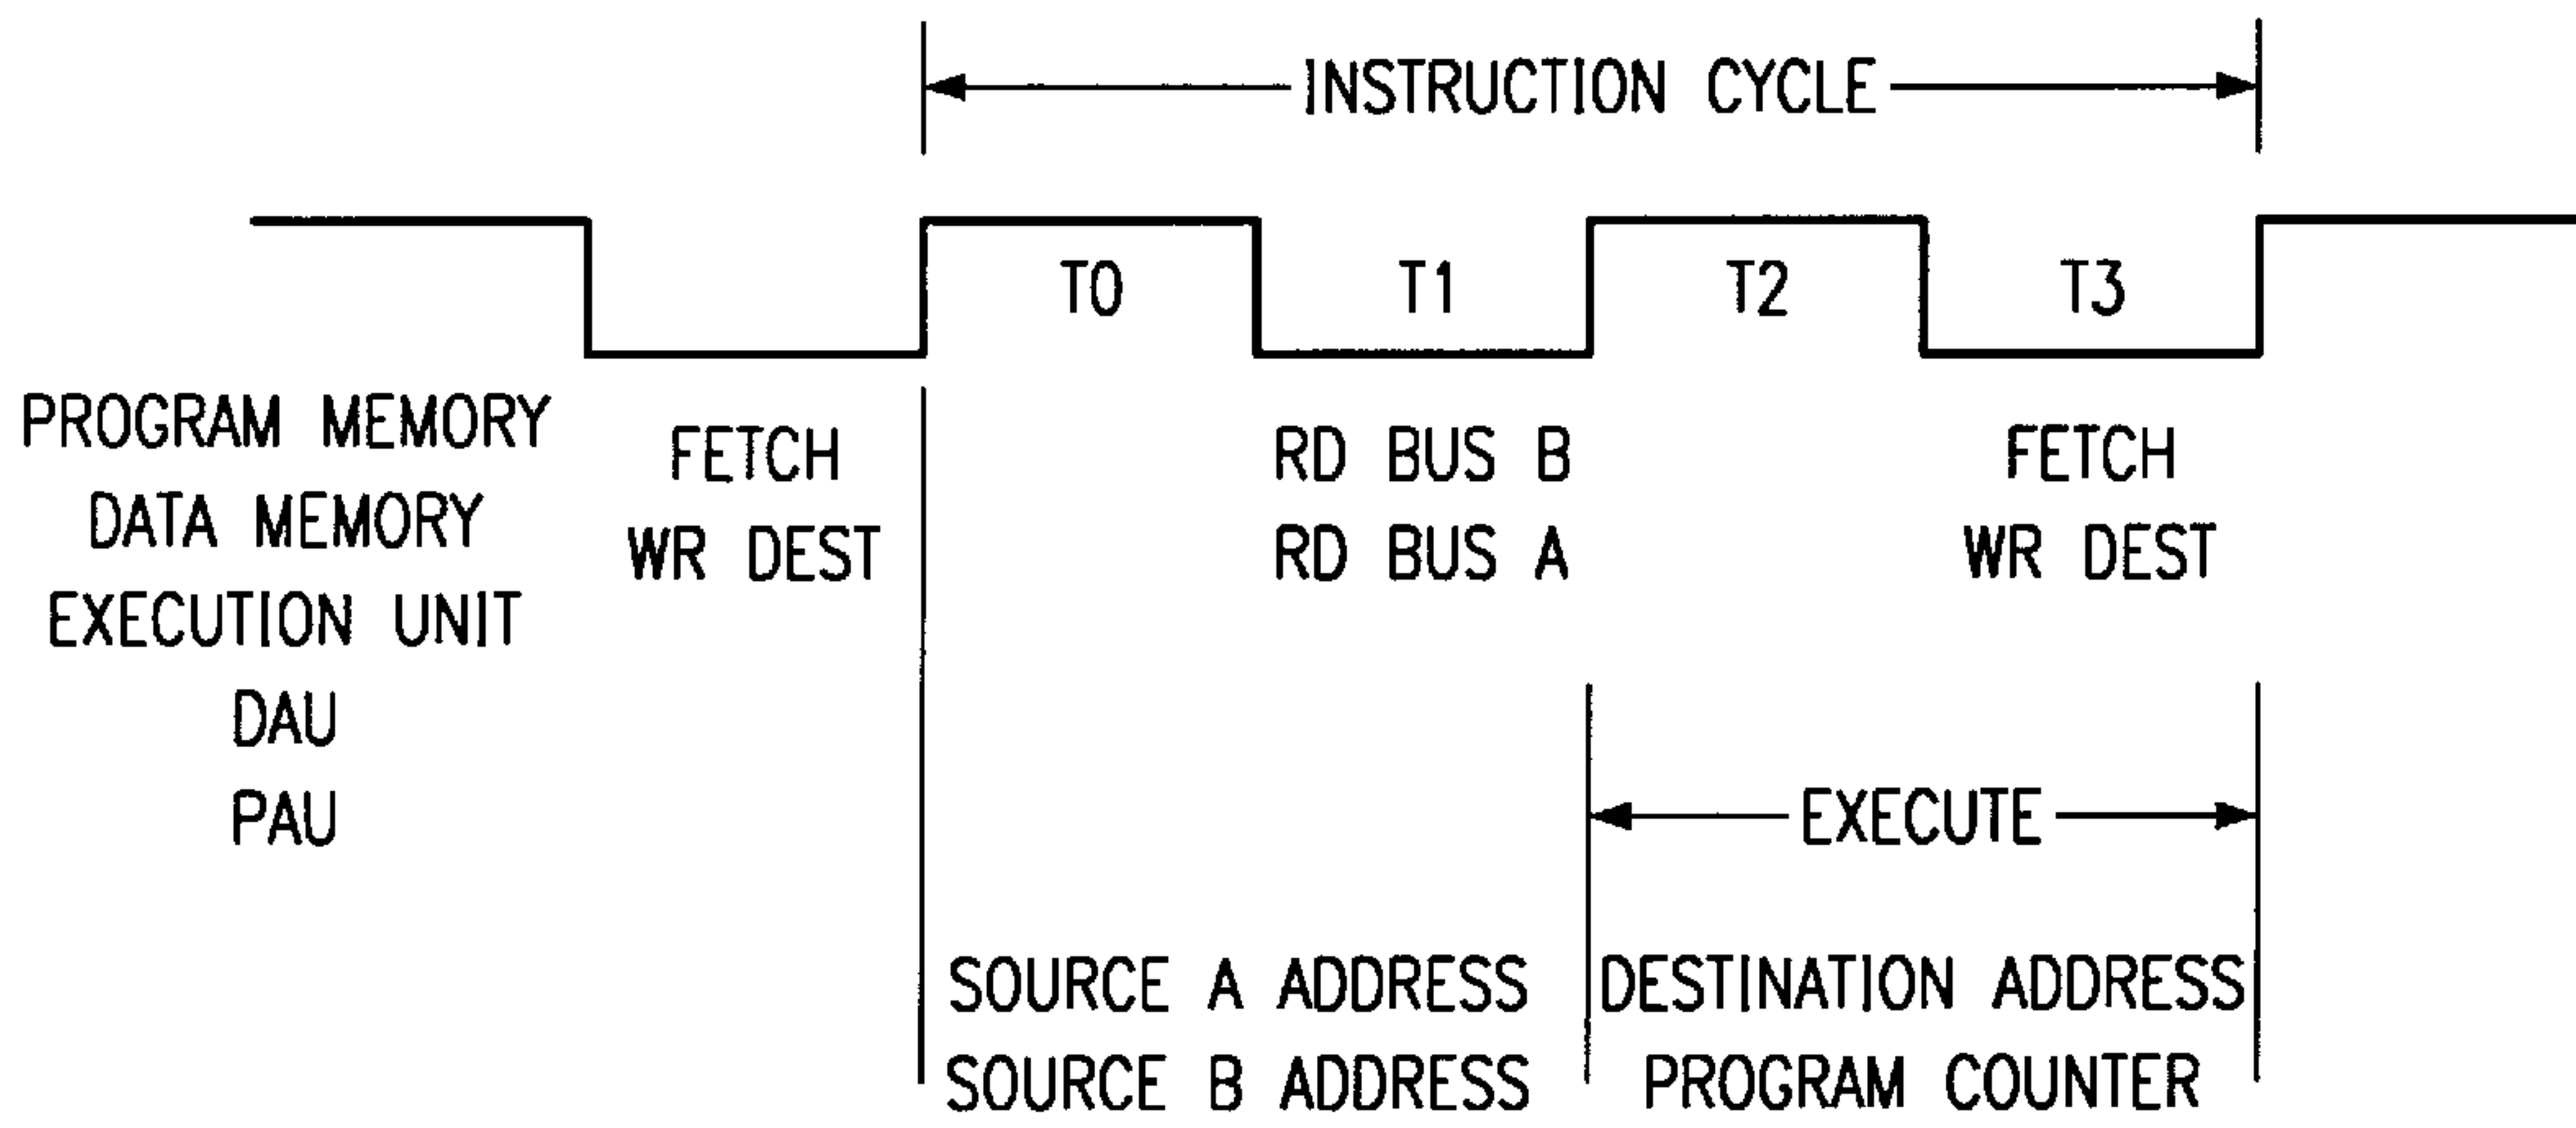 INSTRUCTION CYCLE
T0 T1 T2 T3
PROGRAM MEMORY FETCH RD BUS B FETCH
DATA MEMORY WR DEST RD BUS A WR DEST
EXECUTION UNIT
DAU
PAU EXECUTE
SOURCE A ADDRESS DESTINATION ADDRESS
SOURCE B ADDRESS PROGRAM COUNTER